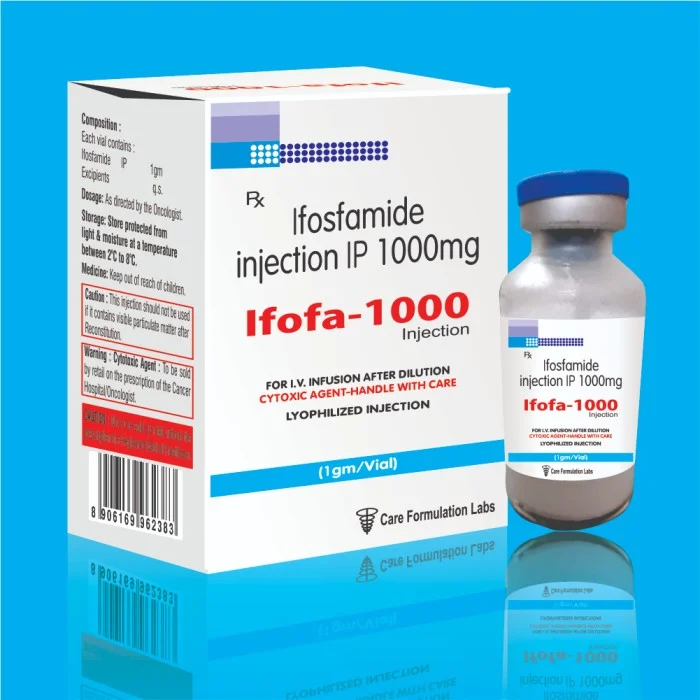 Ifofa-1000
Composition :
Each vial contains :
Ifosfamide IP 1gm
Excipients q.s.
Dosage: As directed by the Oncologist.
Storage: Store protected from
light & moisture at a temperature
between 2°C to 8°C.
Medicine: Keep out of reach of children.
Caution : This injection should not be used
if it contains visible particulate matter after
Reconstitution.
Warning : Cytotoxic Agent : To be sold
by retail on the prescription of the Cancer
Hospital/Oncologist.
CAUTION :
8 906169 962383
Rx
Ifosfamide
injection IP 1000mg
Ifofa-1000
Injection
FOR I.V. INFUSION AFTER DILUTION
CYTOXIC AGENT-HANDLE WITH CARE
LYOPHILIZED INJECTION
(1gm/Vial)
Care Formulation Labs
Rx
Ifosfamide
injection IP 1000mg
Ifofa-1000
Injection
FOR I.V. INFUSION AFTER DILUTION
CYTOXIC AGENT-HANDLE WITH CARE
LYOPHILIZED INJECTION
(1gm/Vial)
Care Formulation Labs